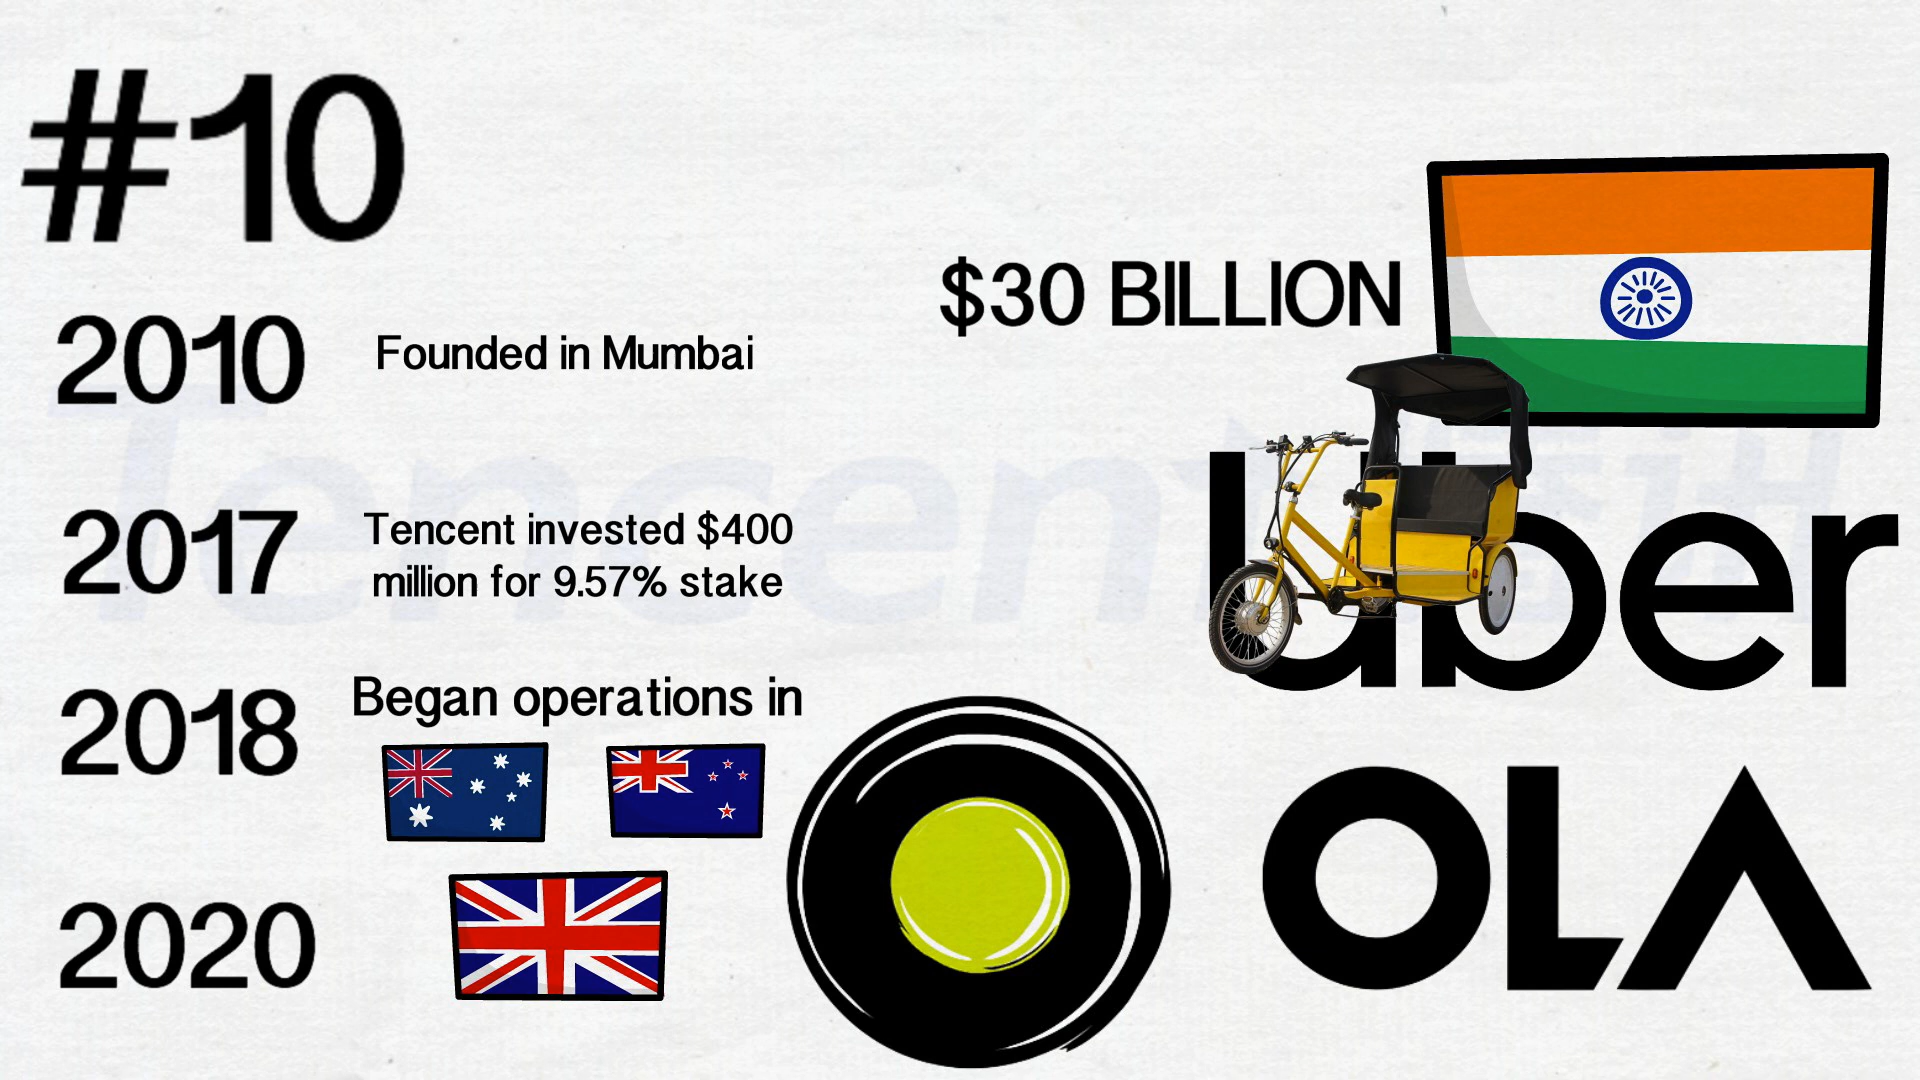 #10
$30 BILLION
2010
Founded in Mumbai
2017
Tencent invested $400
million for 9.57% stake
uber
2018
Began operations in
2020
OLA
Tencent